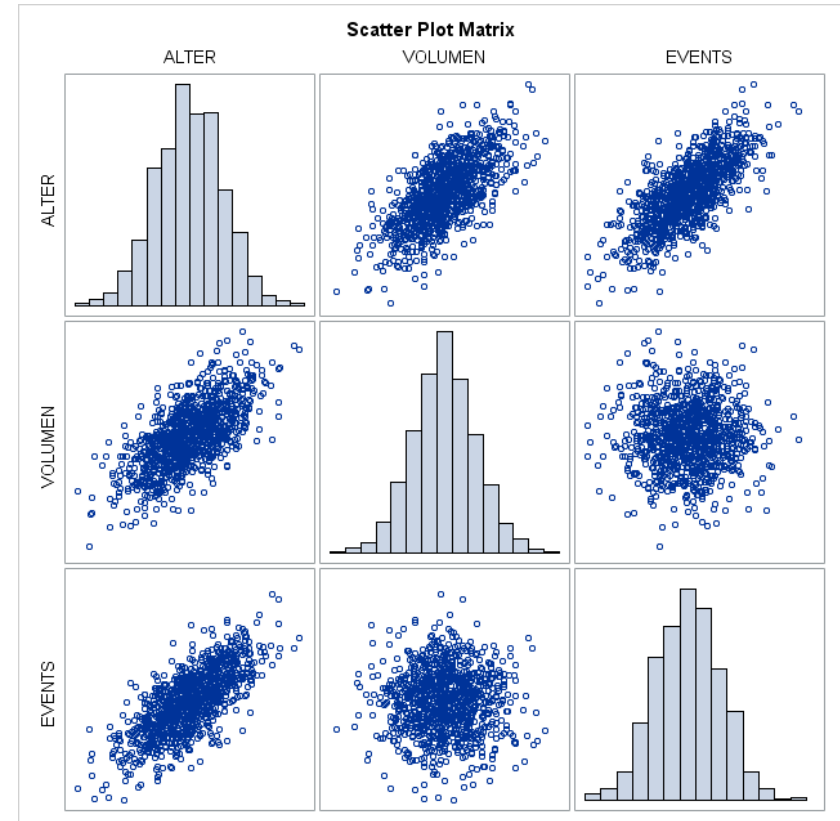 Scatter Plot Matrix
ALTER VOLUMEN EVENTS
ALTER
VOLUMEN
EVENTS